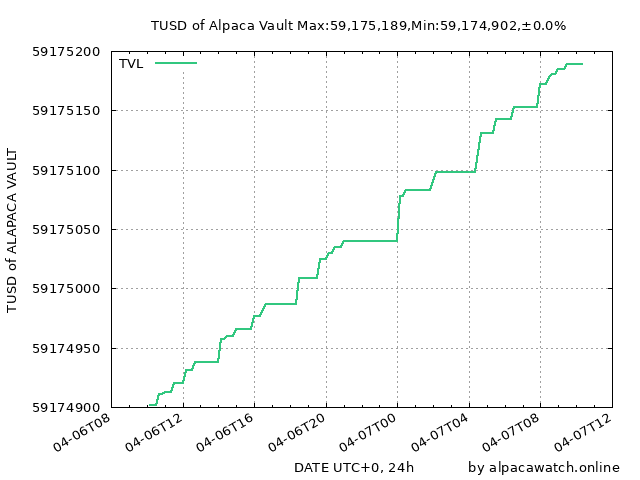 TUSD of Alpaca Vault Max:59,175,189,Min:59,174,902,±0.0%
TVL
59175200
59175150
59175100
59175050
59175000
59174950
59174900
TUSD of ALAPACA VAULT
04-06T08
04-06T12
04-06T16
04-06T20
04-07T00
04-07T04
04-07T08
04-07T12
DATE UTC+0, 24h
by alpacawatch.online